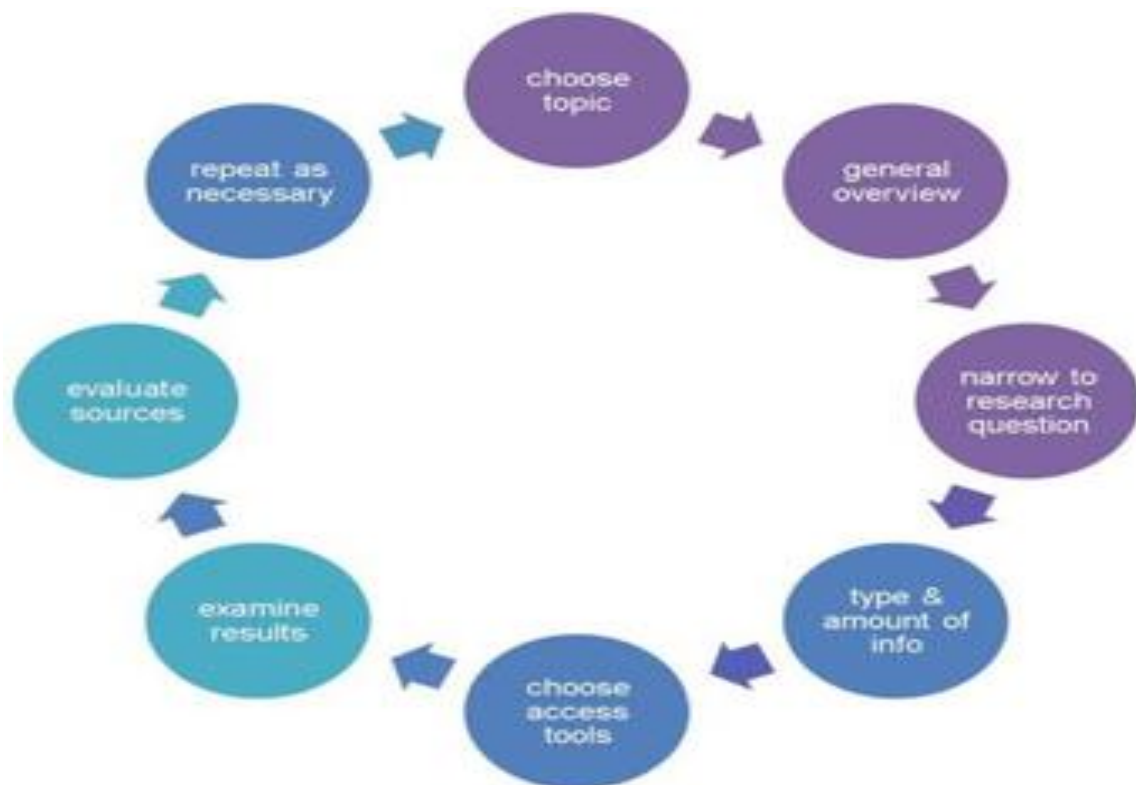 choose
topic
general
overview
narrow to
research
question
type &
amount of
info
choose
access
tools
examine
results
evaluate
sources
repeat as
necessary